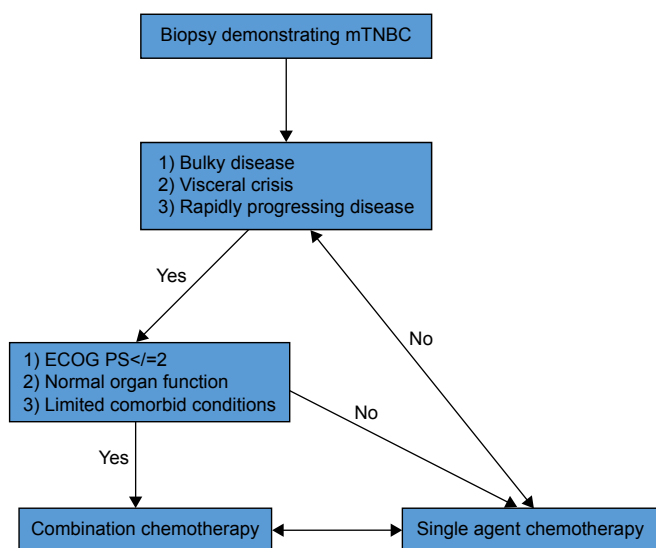 Biopsy demonstrating mTNBC
1) Bulky disease
2) Visceral crisis
3) Rapidly progressing disease
Yes
No
1) ECOG PS</=2
2) Normal organ function
3) Limited comorbid conditions
No
Yes
Combination chemotherapy
Single agent chemotherapy